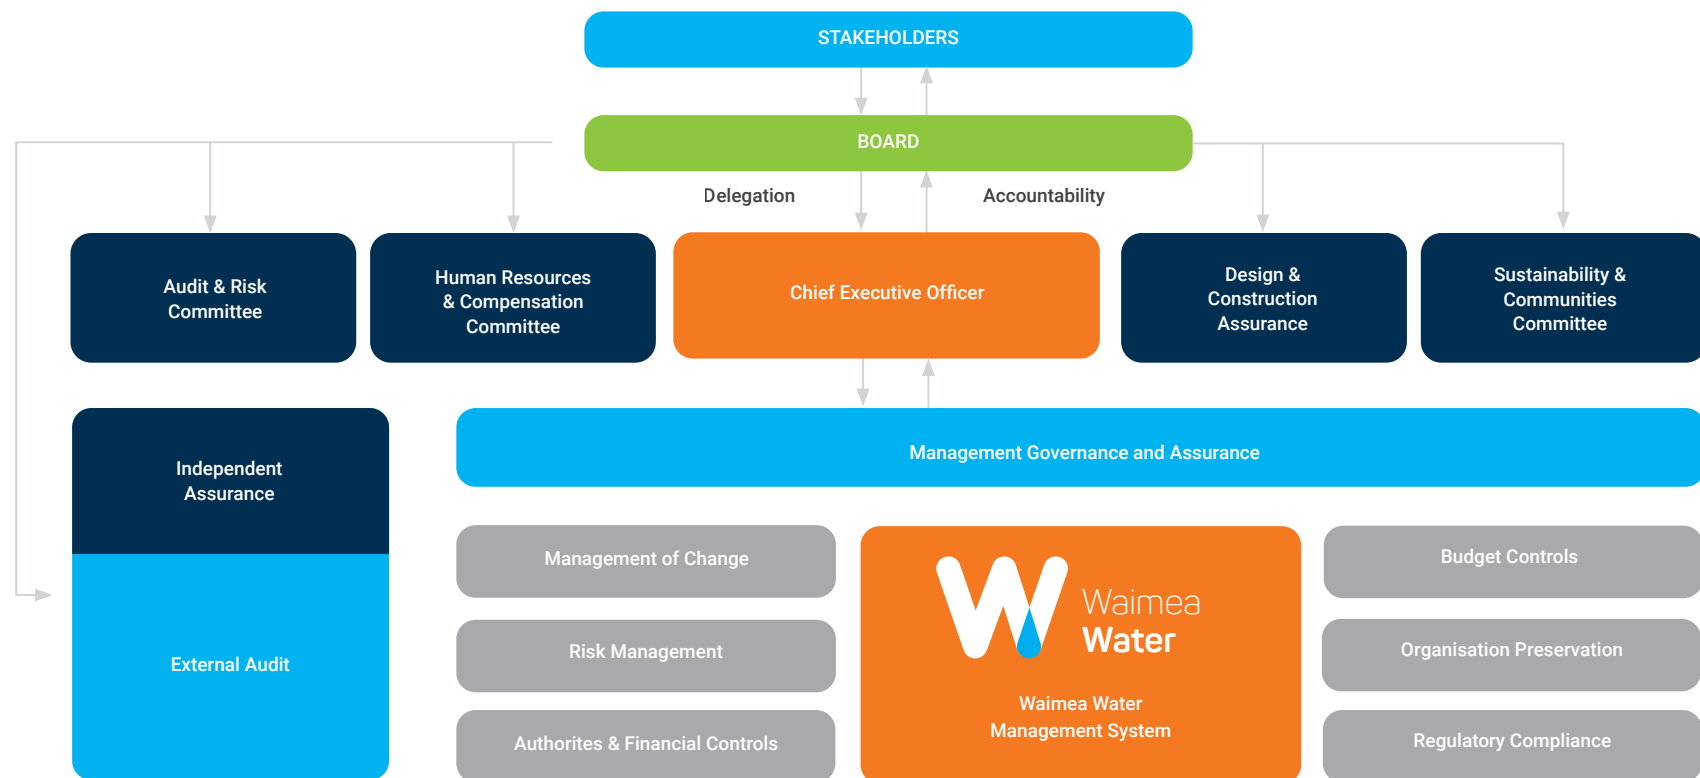 STAKEHOLDERS
BOARD
Delegation
Accountability
Audit & Risk
Committee
Human Resources
& Compensation
Committee
Chief Executive Officer
Design &
Construction
Assurance
Sustainability &
Communities
Committee
Independent
Assurance
External Audit
Management Governance and Assurance
Management of Change
Risk Management
Authorites & Financial Controls
Waimea
Water
Waimea Water
Management System
Budget Controls
Organisation Preservation
Regulatory Compliance